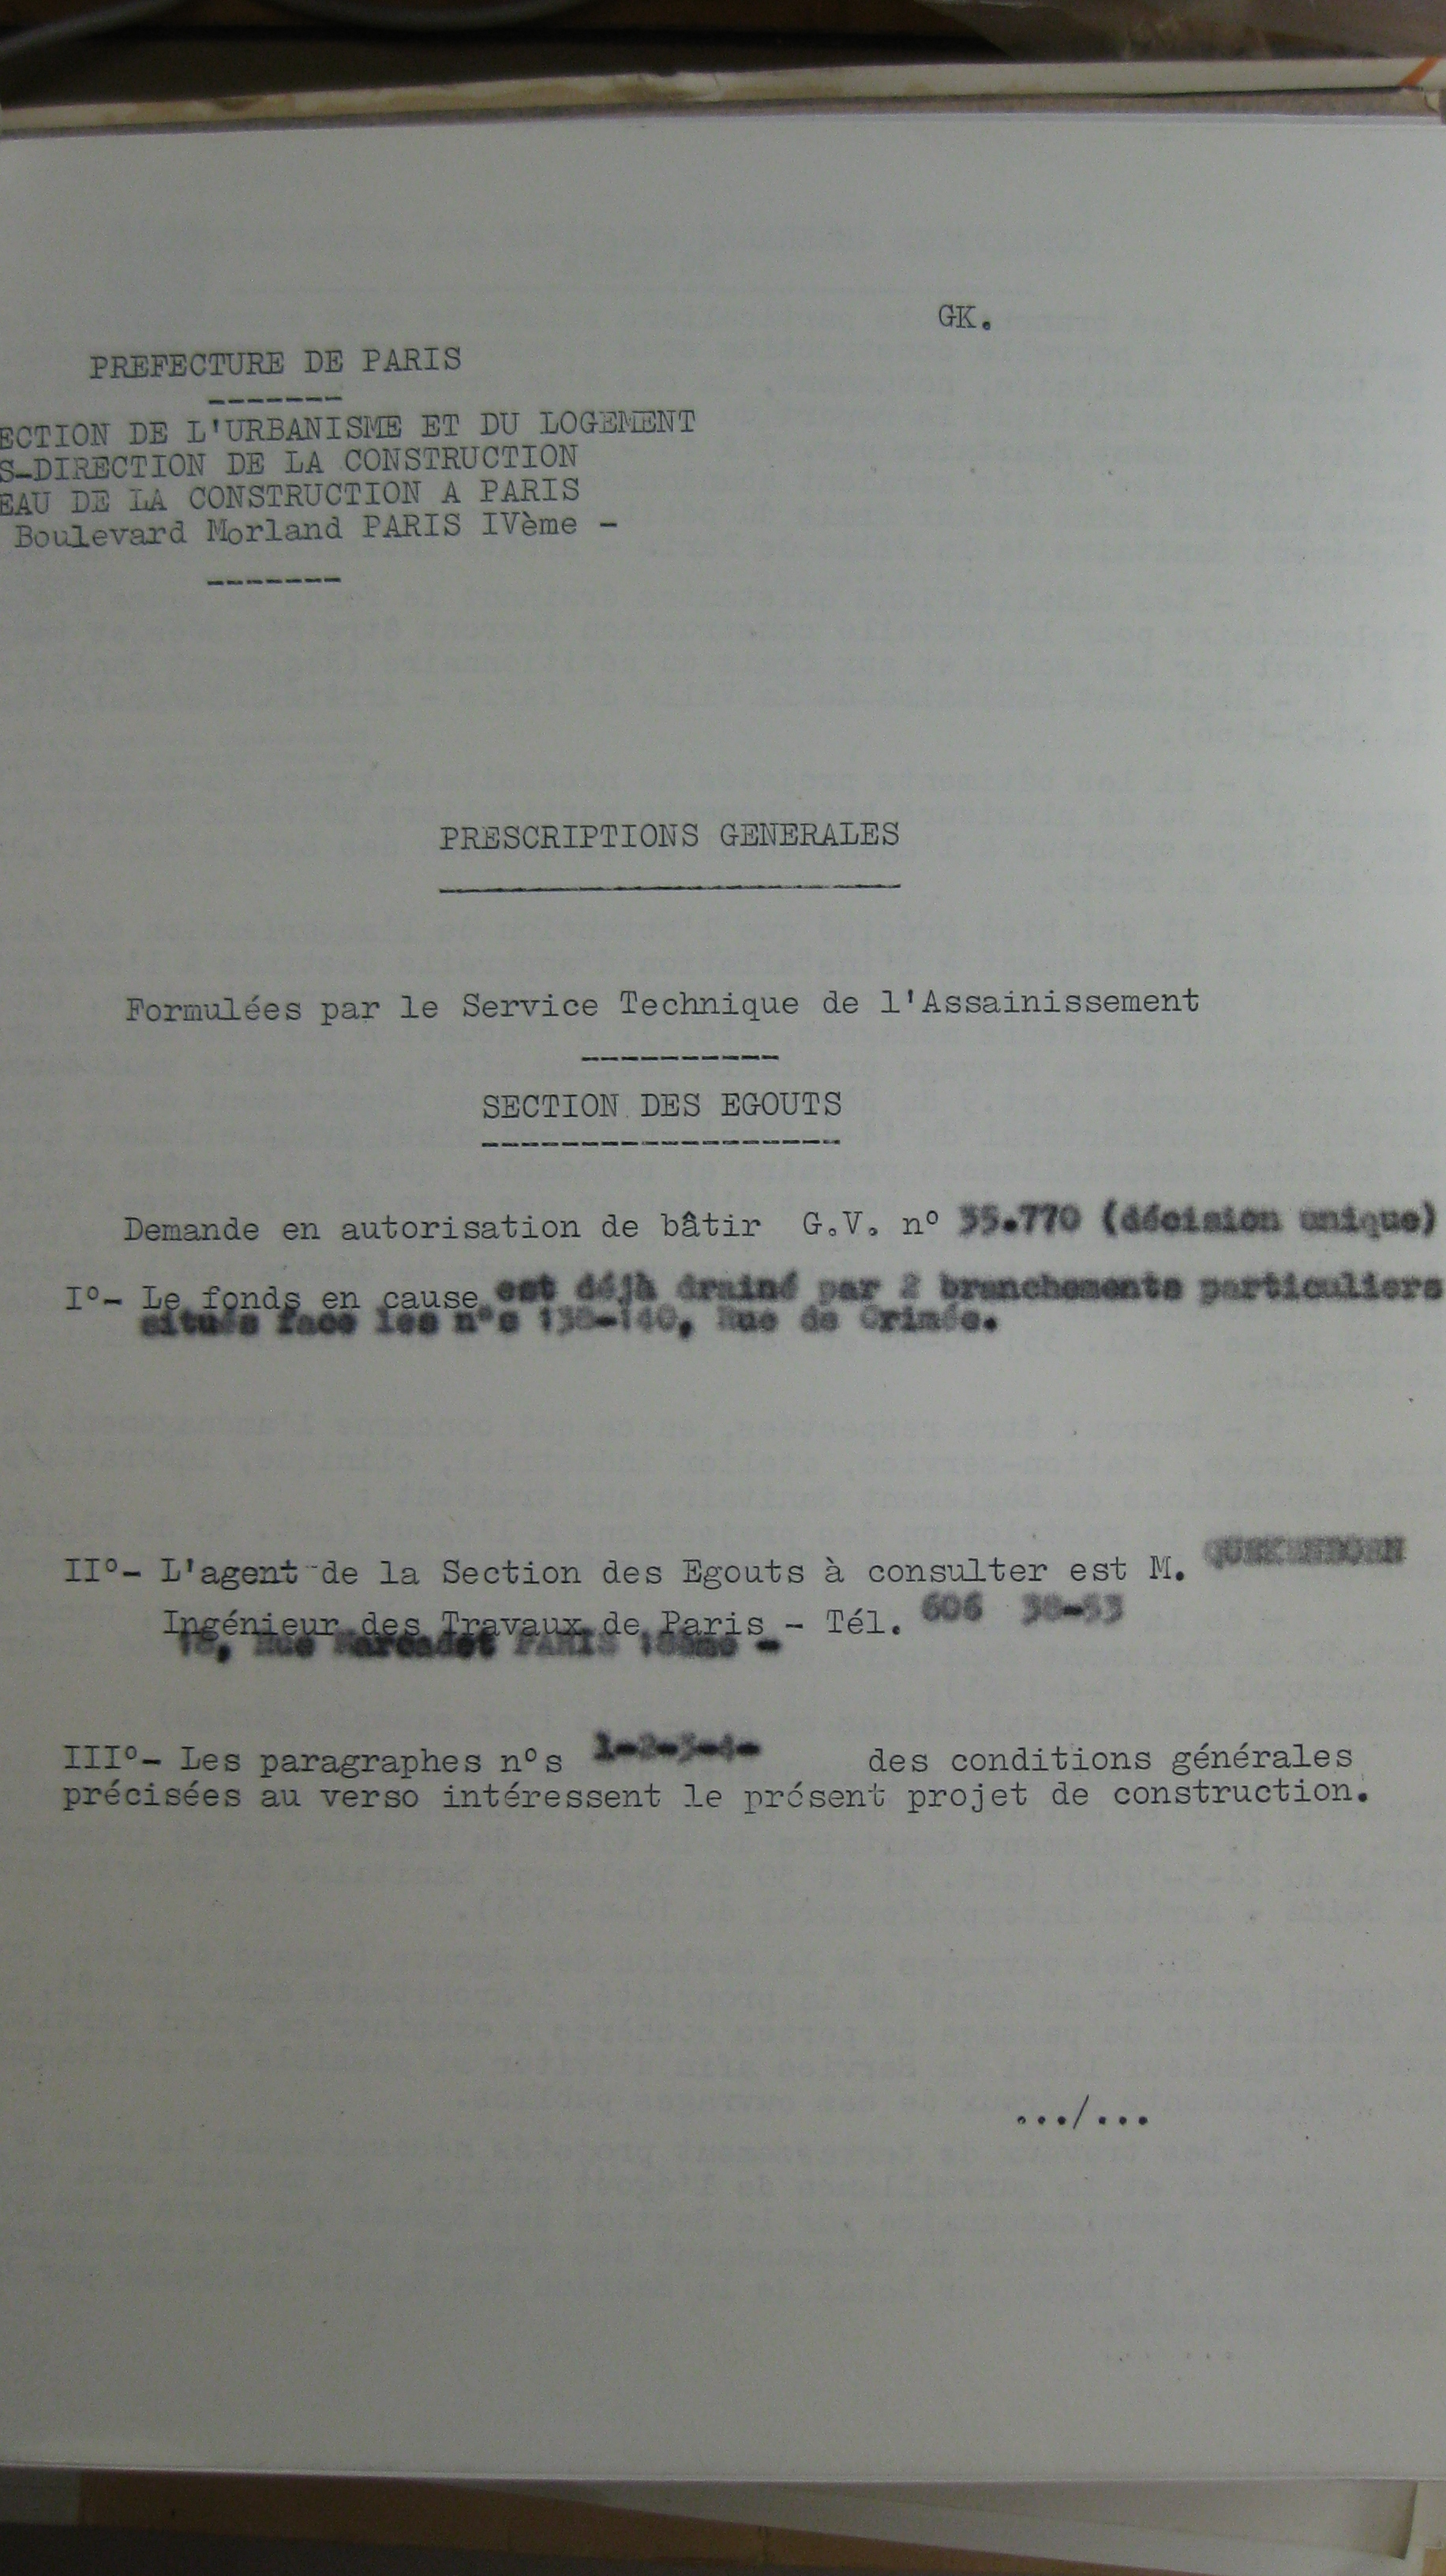 GK.
PREFECTURE DE PARIS
-------
ECTION DE L'URBANISME ET DU LOGEMENT
S-DIRECTION DE LA CONSTRUCTION
EAU DE LA CONSTRUCTION A PARIS
Boulevard Morland PARIS IVème -
-------
PRESCRIPTIONS GENERALES
Formulées par le Service Technique de l'Assainissement
----------
SECTION DES EGOUTS
------------------
Demande en autorisation de bâtir G.V. n° 35.770 (décision unique)
I°- Le fonds en cause est déjà drainé par 2 branchements particuliers
situés face les n°s 138-140, Rue de Crimée.
II°- L'agent de la Section des Egouts à consulter est M.
Ingénieur des Travaux de Paris - Tél. 606 38-53
Rue Marcadet PARIS 18ème -
III°- Les paragraphes n°s 1-2-3-4- des conditions générales
précisées au verso intéressent le présent projet de construction.
.../...